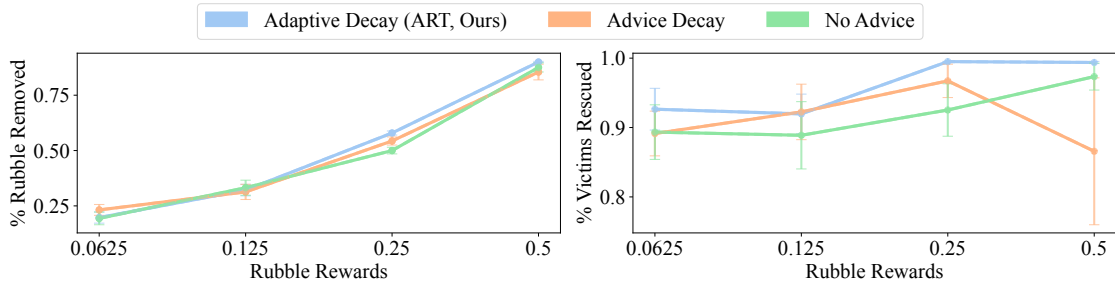 Adaptive Decay (ART, Ours) Advice Decay No Advice
% Rubble Removed
0.75
0.50
0.25
0.0625 0.125 0.25 0.5
Rubble Rewards
% Victims Rescued
1.0
0.9
0.8
0.0625 0.125 0.25 0.5
Rubble Rewards